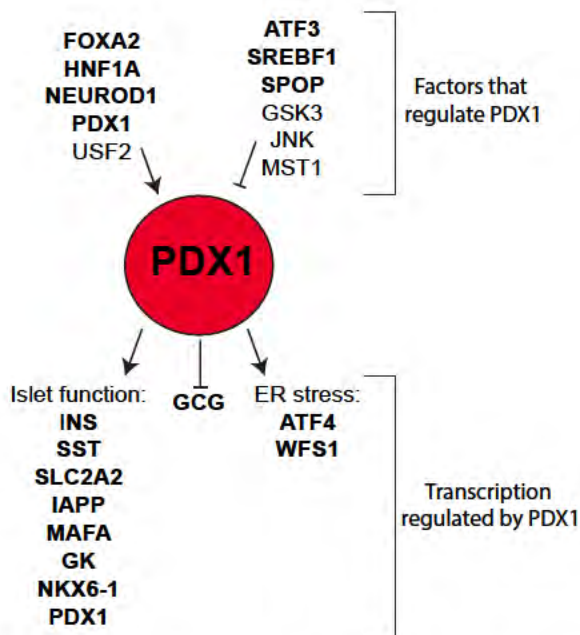 FOXA2
HNF1A
NEUROD1
PDX1
USF2
ATF3
SREBF1
SPOP
GSK3
JNK
MST1
Factors that
regulate PDX1
PDX1
Islet function:
INS
SST
SLC2A2
IAPP
MAFA
GK
NKX6-1
PDX1
GCG
ER stress:
ATF4
WFS1
Transcription
regulated by PDX1